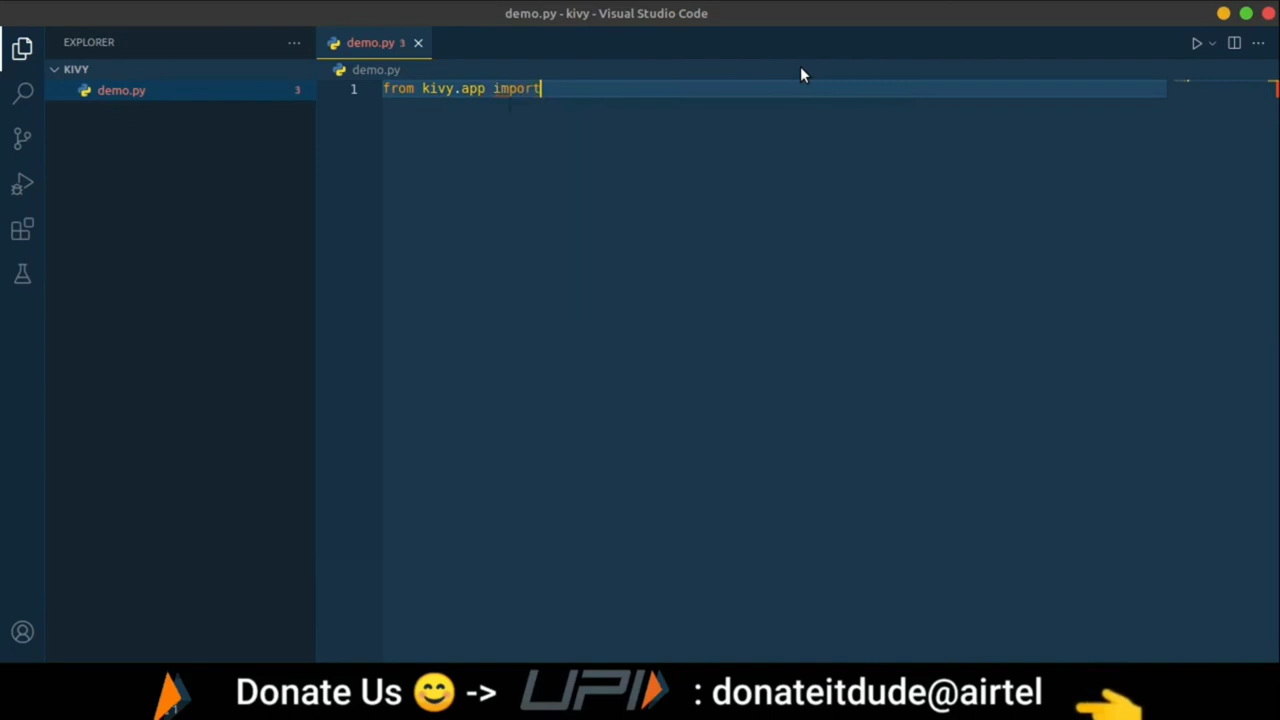 demo.py - kivy - Visual Studio Code
EXPLORER
KIVY
demo.py 3
demo.py 3
demo.py
1 from kivy.app import
Donate Us 😊 -> UPI : donateitdude@airtel